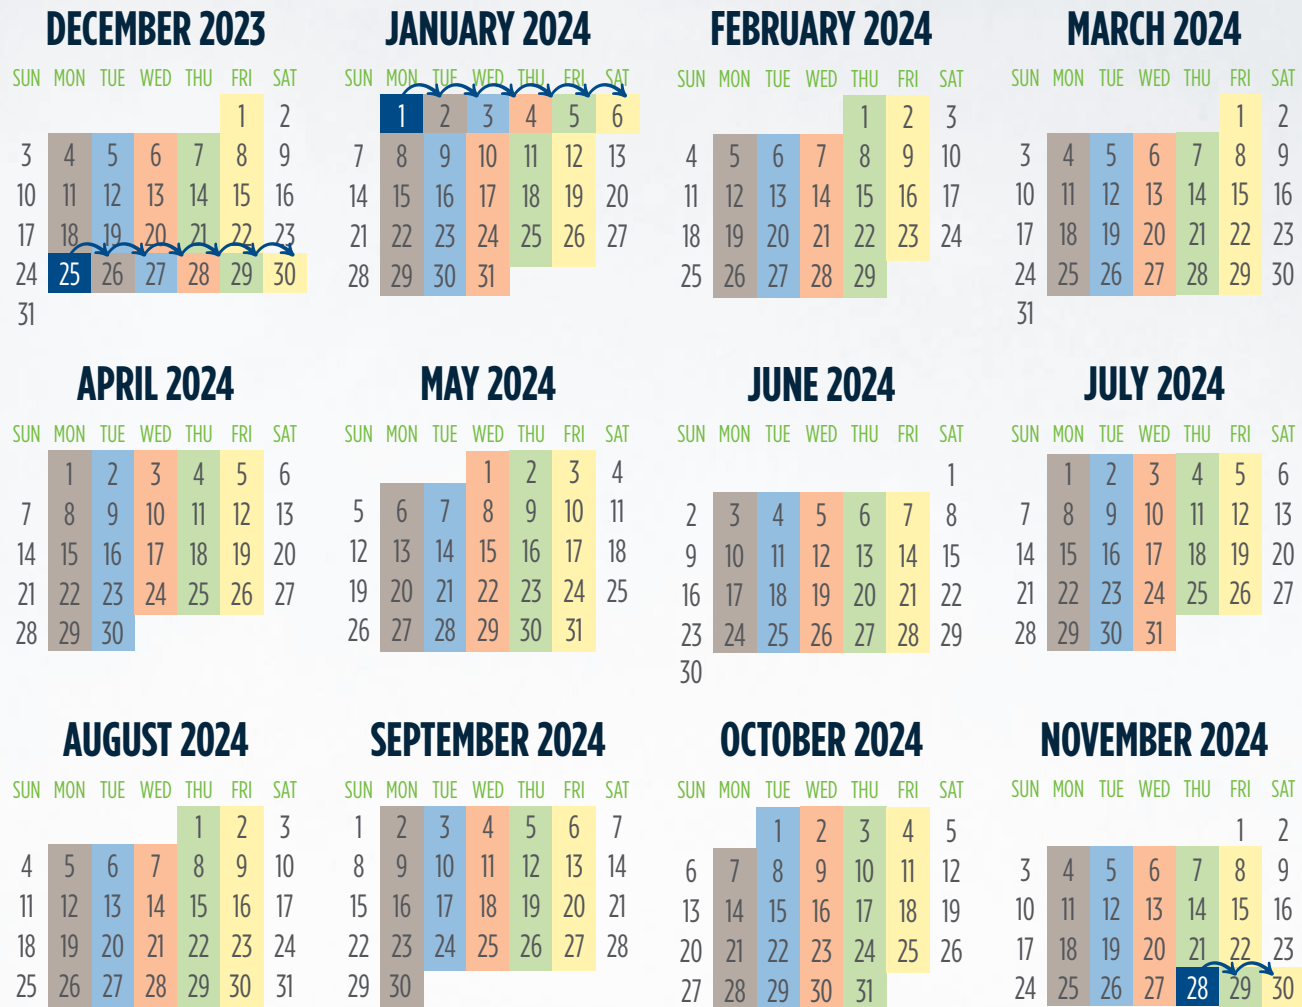 DECEMBER 2023
SUN MON TUE WED THU FRI SAT
1 2
3 4 5 6 7 8 9
10 11 12 13 14 15 16
17 18 19 20 21 22 23
24 25 26 27 28 29 30
31
JANUARY 2024
SUN MON TUE WED THU FRI SAT
1 2 3 4 5 6
7 8 9 10 11 12 13
14 15 16 17 18 19 20
21 22 23 24 25 26 27
28 29 30 31
FEBRUARY 2024
SUN MON TUE WED THU FRI SAT
1 2 3
4 5 6 7 8 9 10
11 12 13 14 15 16 17
18 19 20 21 22 23 24
25 26 27 28 29
MARCH 2024
SUN MON TUE WED THU FRI SAT
1 2
3 4 5 6 7 8 9
10 11 12 13 14 15 16
17 18 19 20 21 22 23
24 25 26 27 28 29 30
31
APRIL 2024
SUN MON TUE WED THU FRI SAT
1 2 3 4 5 6
7 8 9 10 11 12 13
14 15 16 17 18 19 20
21 22 23 24 25 26 27
28 29 30
MAY 2024
SUN MON TUE WED THU FRI SAT
1 2 3 4
5 6 7 8 9 10 11
12 13 14 15 16 17 18
19 20 21 22 23 24 25
26 27 28 29 30 31
JUNE 2024
SUN MON TUE WED THU FRI SAT
1
2 3 4 5 6 7 8
9 10 11 12 13 14 15
16 17 18 19 20 21 22
23 24 25 26 27 28 29
30
JULY 2024
SUN MON TUE WED THU FRI SAT
1 2 3 4 5 6
7 8 9 10 11 12 13
14 15 16 17 18 19 20
21 22 23 24 25 26 27
28 29 30 31
AUGUST 2024
SUN MON TUE WED THU FRI SAT
1 2 3
4 5 6 7 8 9 10
11 12 13 14 15 16 17
18 19 20 21 22 23 24
25 26 27 28 29 30 31
SEPTEMBER 2024
SUN MON TUE WED THU FRI SAT
1 2 3 4 5 6 7
8 9 10 11 12 13 14
15 16 17 18 19 20 21
22 23 24 25 26 27 28
29 30
OCTOBER 2024
SUN MON TUE WED THU FRI SAT
1 2 3 4 5
6 7 8 9 10 11 12
13 14 15 16 17 18 19
20 21 22 23 24 25 26
27 28 29 30 31
NOVEMBER 2024
SUN MON TUE WED THU FRI SAT
1 2
3 4 5 6 7 8 9
10 11 12 13 14 15 16
17 18 19 20 21 22 23
24 25 26 27 28 29 30